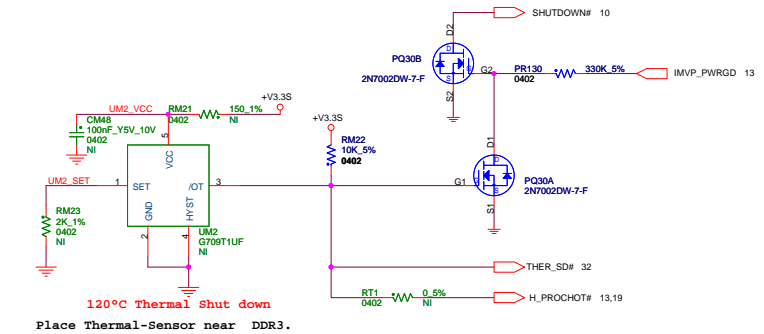 SHUTDOWN# 10
D2
PQ30B
D
2N7002DW-7-F
G
G2
S
S2
PR130
0402
330K_5%
IMVP_PWRGD 13
+V3.3S
UM2_VCC
RM21
0402
150_1%
NI
CM48
100nF_Y5V_10V
0402
NI
5
VCC
+V3.3S
RM22
10K_5%
0402
D1
D
PQ30A
2N7002DW-7-F
G1
G
S
S1
UM2_SET
1
SET
/OT
3
GND
HYST
2
4
UM2
G709T1UF
NI
RM23
2K_1%
0402
NI
THER_SD# 32
RT1
0402
0_5%
NI
H_PROCHOT# 13,19
120°C Thermal Shut down
Place Thermal-Sensor near DDR3.